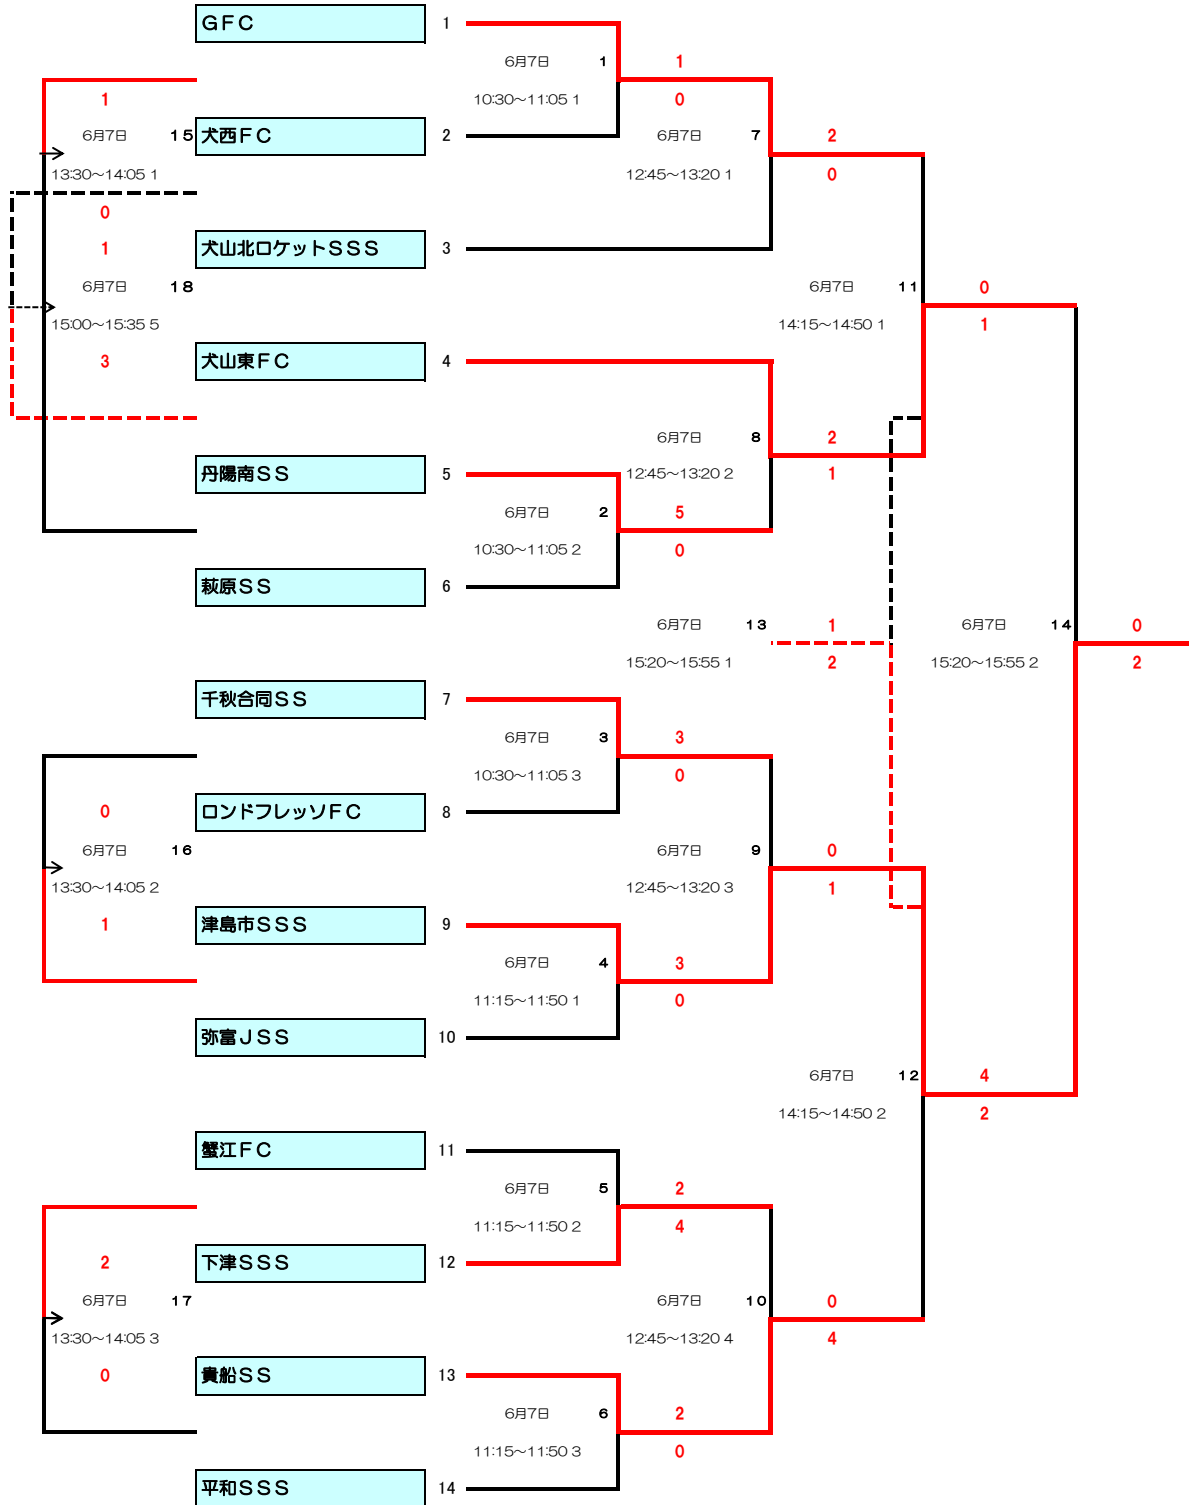 GFC 1
6月7日 1 1
1 10:30～11:05 1 0
6月7日 15 犬西FC 2 6月7日 7 2
13:30～14:05 1 12:45～13:20 1 0
0
1 犬山北ロケットSSS 3
6月7日 18 6月7日 11 0
15:00～15:35 5 14:15～14:50 1 1
3 犬山東FC 4
6月7日 8 2
丹陽南SS 5 12:45～13:20 2 1
6月7日 2 5
10:30～11:05 2 0
萩原SS 6
6月7日 13 1 6月7日 14 0
15:20～15:55 1 2 15:20～15:55 2 2
千秋合同SS 7
6月7日 3 3
10:30～11:05 3 0
0 ロンドフレッソFC 8
6月7日 16 6月7日 9 0
13:30～14:05 2 12:45～13:20 3 1
1 津島市SSS 9
6月7日 4 3
11:15～11:50 1 0
弥富JSS 10
6月7日 12 4
14:15～14:50 2 2
蟹江FC 11
6月7日 5 2
11:15～11:50 2 4
2 下津SSS 12
6月7日 17 6月7日 10 0
13:30～14:05 3 12:45～13:20 4 4
0 貴船SS 13
6月7日 6 2
11:15～11:50 3 0
平和SSS 14